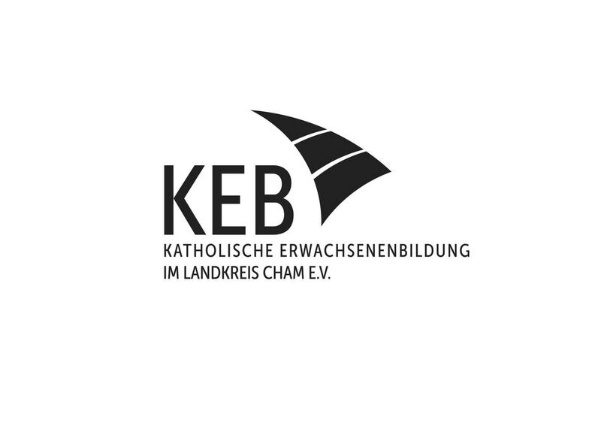 KEB
KATHOLISCHE ERWACHSENENBILDUNG
IM LANDKREIS CHAM E.V.